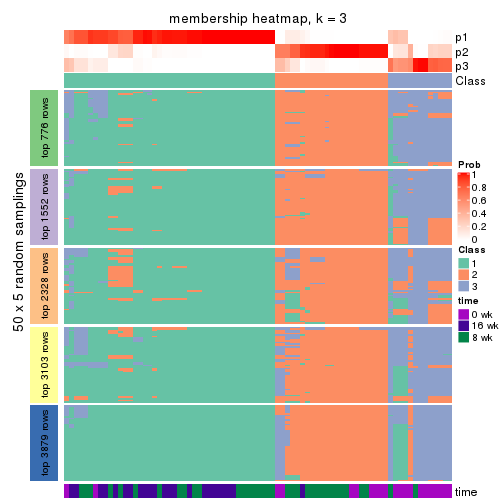 membership heatmap, k = 3
p1
p2
p3
Class
50 x 5 random samplings
top 776 rows
top 1552 rows
top 2328 rows
top 3103 rows
top 3879 rows
time
Prob
1
0.8
0.6
0.4
0.2
0
Class
1
2
3
time
0 wk
16 wk
8 wk